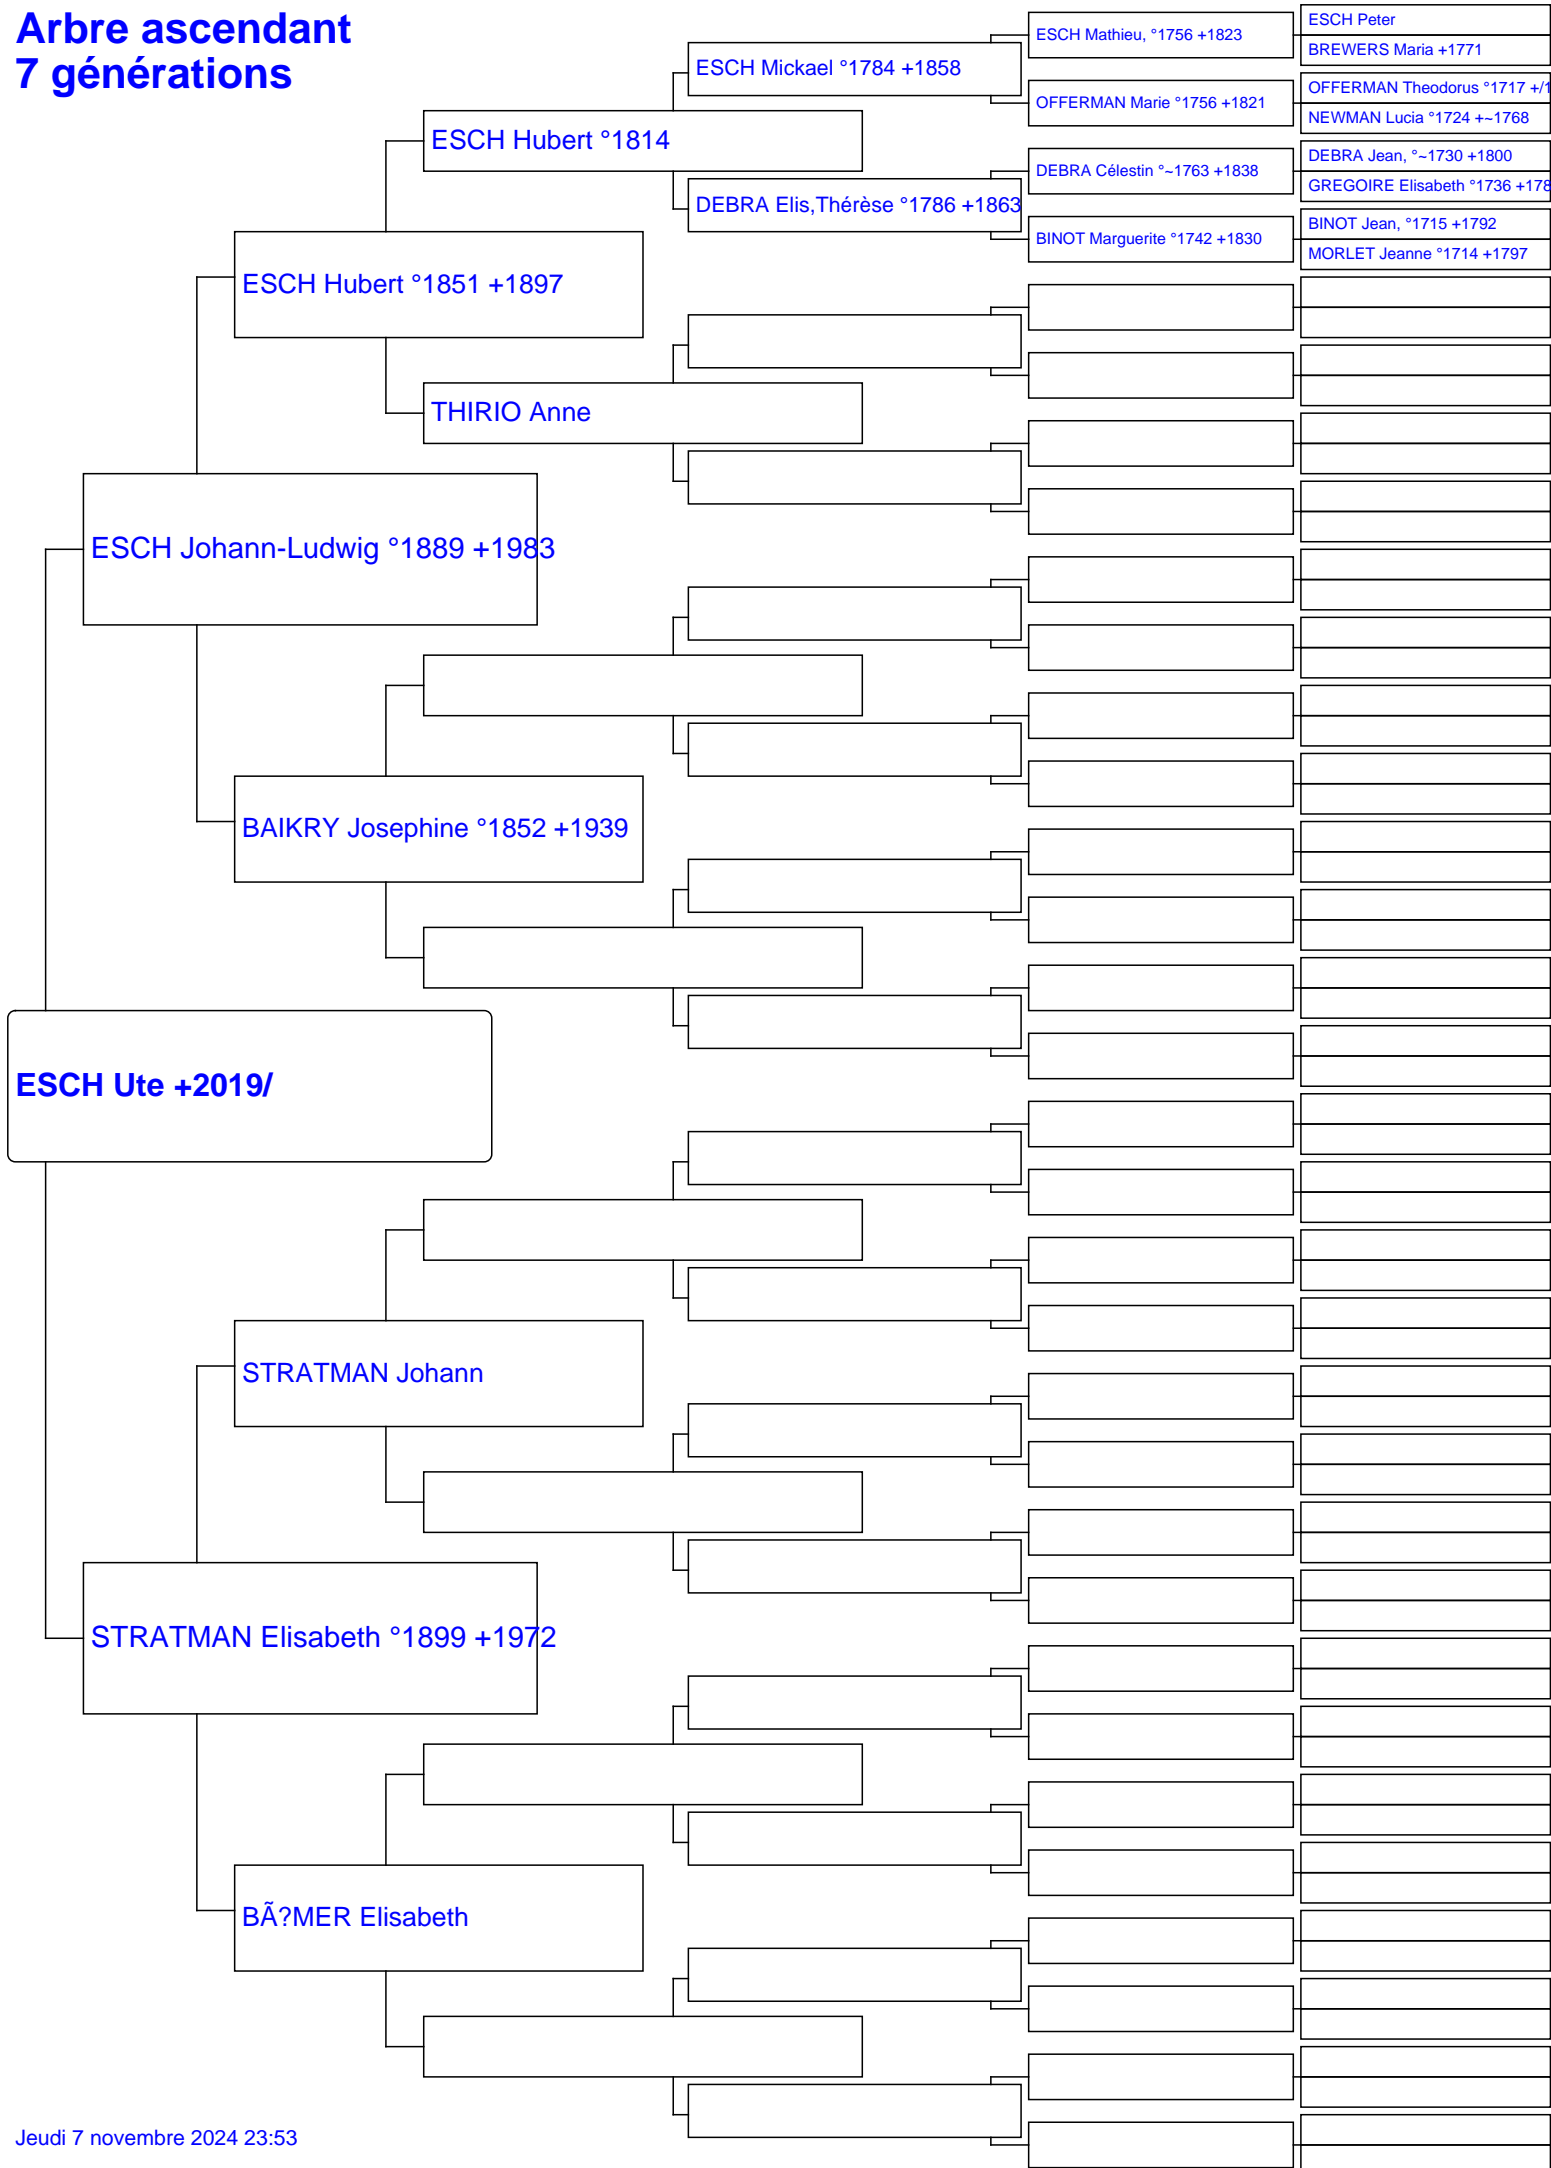 Arbre ascendant
7 générations
ESCH Peter
ESCH Mathieu, °1756 +1823
BREWERS Maria +1771
ESCH Mickael °1784 +1858
OFFERMAN Theodorus °1717 +/1
OFFERMAN Marie °1756 +1821
NEWMAN Lucia °1724 +~1768
ESCH Hubert °1814
DEBRA Jean, °~1730 +1800
DEBRA Célestin °~1763 +1838
GREGOIRE Elisabeth °1736 +178
DEBRA Elis,Thérèse °1786 +1863
BINOT Jean, °1715 +1792
BINOT Marguerite °1742 +1830
MORLET Jeanne °1714 +1797
ESCH Hubert °1851 +1897
THIRIO Anne
ESCH Johann-Ludwig °1889 +1983
BAIKRY Josephine °1852 +1939
ESCH Ute +2019/
STRATMAN Johann
STRATMAN Elisabeth °1899 +1972
BÃ?MER Elisabeth
Jeudi 7 novembre 2024 23:53